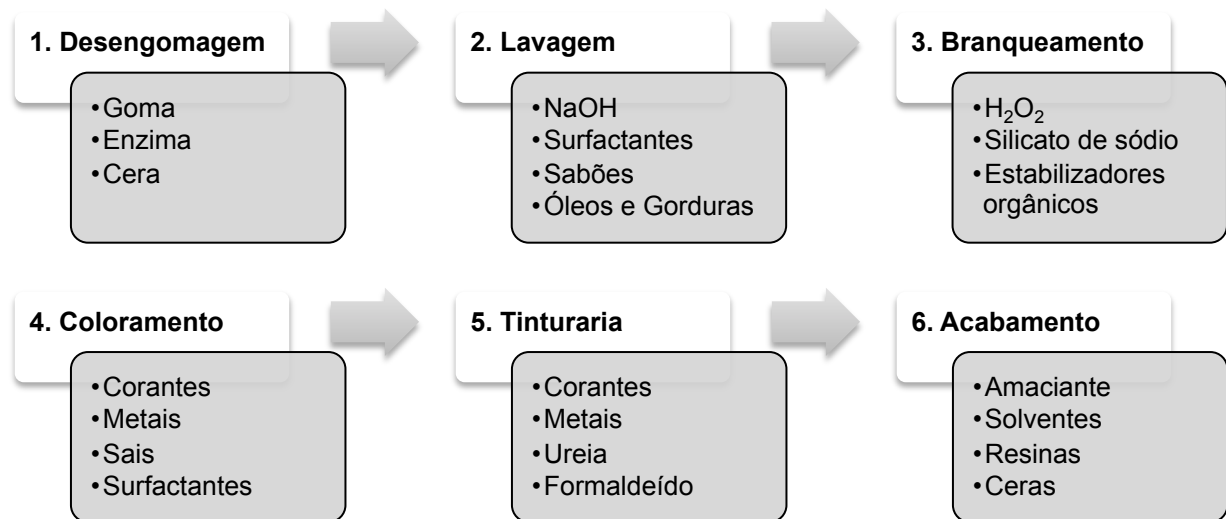 1. Desengomagem
•Goma
•Enzima
•Cera
2. Lavagem
•NaOH
•Surfactantes
•Sabões
•Óleos e Gorduras
3. Branqueamento
•H₂O₂
•Silicato de sódio
•Estabilizadores
orgânicos
4. Coloramento
•Corantes
•Metais
•Sais
•Surfactantes
5. Tinturaria
•Corantes
•Metais
•Ureia
•Formaldeído
6. Acabamento
•Amaciante
•Solventes
•Resinas
•Ceras